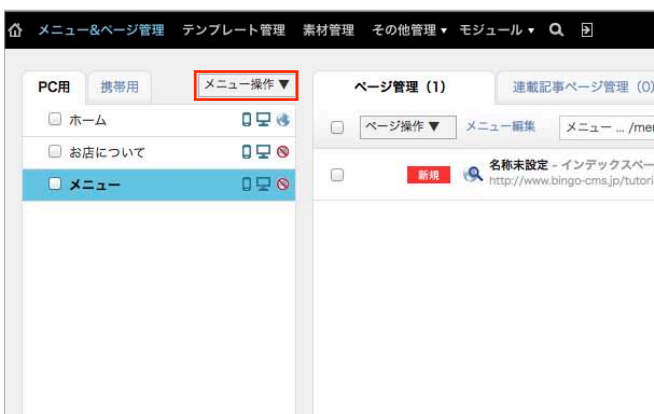 メニュー&ページ管理 テンプレート管理 素材管理 その他管理▼ モジュール▼
PC用 携帯用 メニュー操作 ▼
ホーム
お店について
メニュー
ページ管理（1） 連載記事ページ管理（0）
ページ操作 ▼ メニュー編集 メニュー ... /me
新規 名称未設定 - インデックスペー
http://www.bingo-cms.jp/tutori